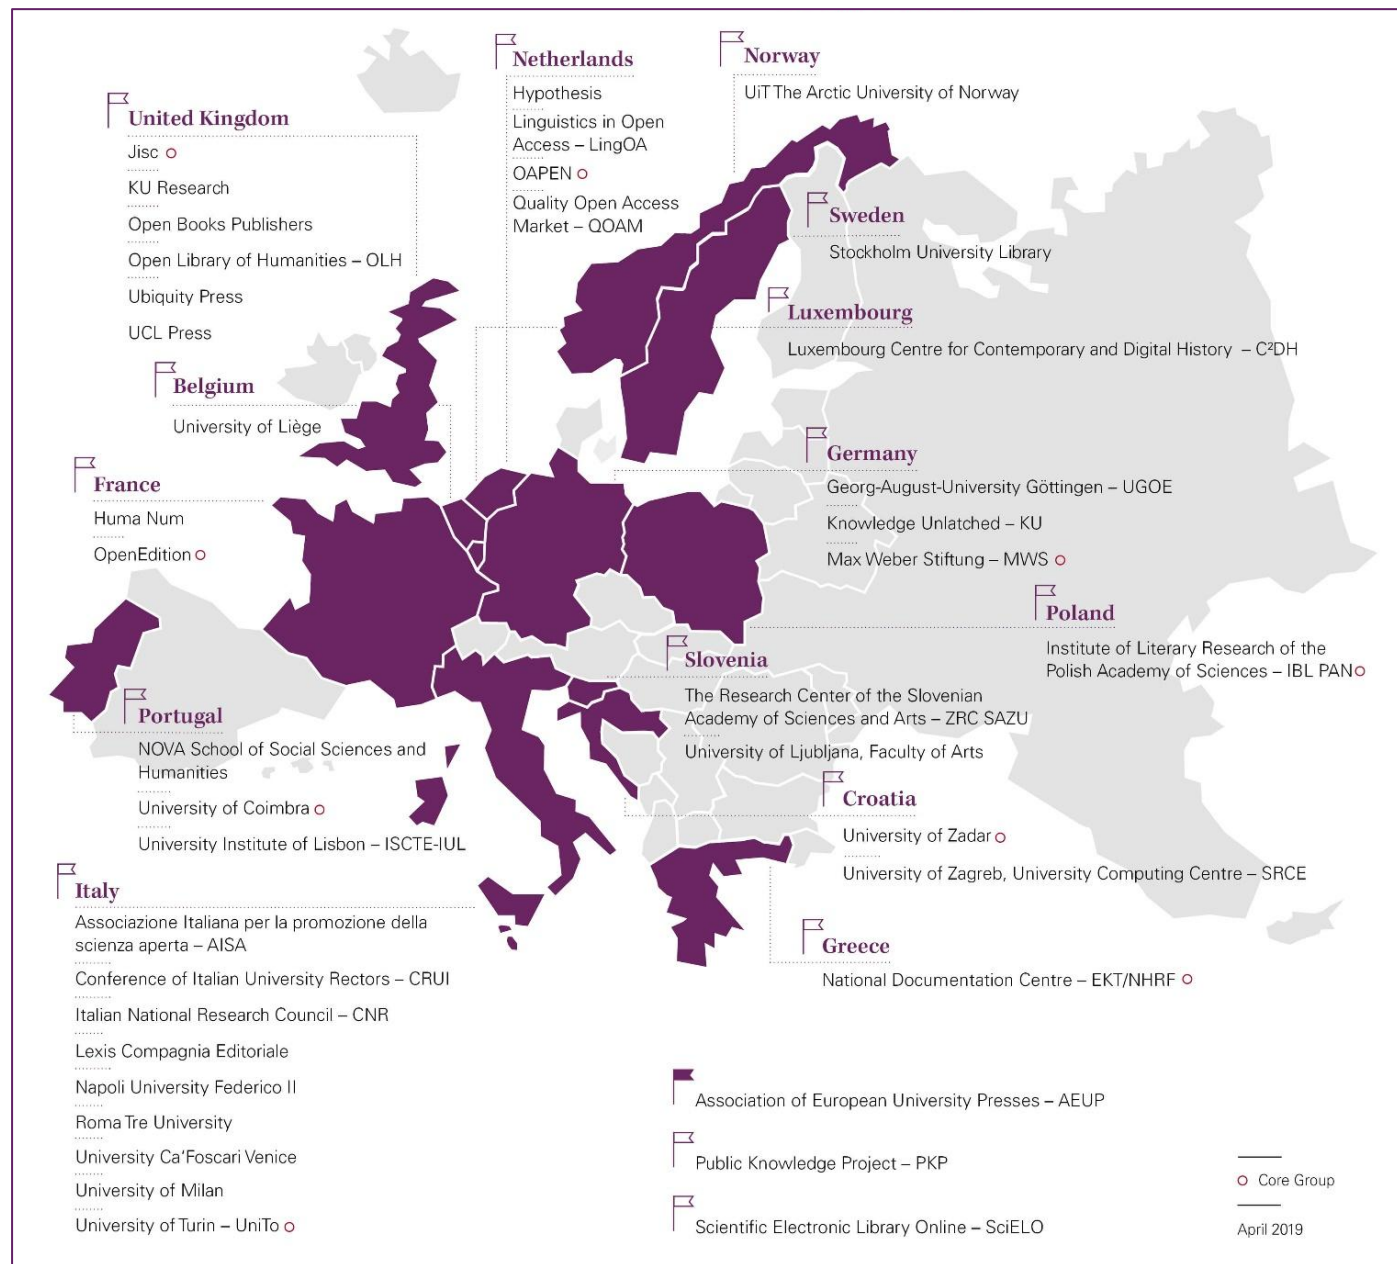 United Kingdom
Jisc
KU Research
Open Books Publishers
Open Library of Humanities – OLH
Ubiquity Press
UCL Press
Netherlands
Hypothesis
Linguistics in Open
Access – LingOA
OAPEN
Quality Open Access
Market – QOAM
Norway
UiT The Arctic University of Norway
Sweden
Stockholm University Library
Luxembourg
Luxembourg Centre for Contemporary and Digital History – C²DH
Belgium
University of Liège
France
Huma Num
OpenEdition
Germany
Georg-August-University Göttingen – UGOE
Knowledge Unlatched – KU
Max Weber Stiftung – MWS
Poland
Institute of Literary Research of the
Polish Academy of Sciences – IBL PAN
Slovenia
The Research Center of the Slovenian
Academy of Sciences and Arts – ZRC SAZU
University of Ljubljana, Faculty of Arts
Portugal
NOVA School of Social Sciences and
Humanities
University of Coimbra
University Institute of Lisbon – ISCTE-IUL
Croatia
University of Zadar
University of Zagreb, University Computing Centre – SRCE
Italy
Associazione Italiana per la promozione della
scienza aperta – AISA
Conference of Italian University Rectors – CRUI
Italian National Research Council – CNR
Lexis Compagnia Editoriale
Napoli University Federico II
Roma Tre University
University Ca'Foscari Venice
University of Milan
University of Turin – UniTo
Greece
National Documentation Centre – EKT/NHRF
Association of European University Presses – AEUP
Public Knowledge Project – PKP
Scientific Electronic Library Online – SciELO
Core Group
April 2019